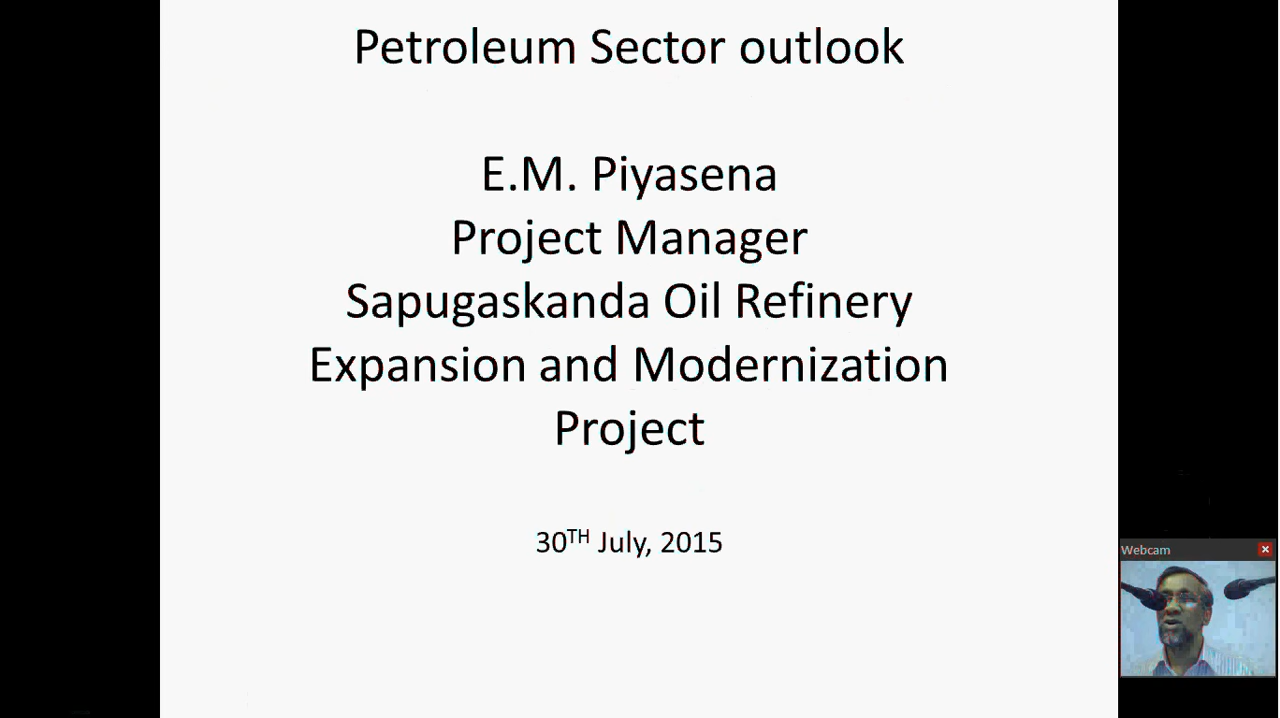 Petroleum Sector outlook
E.M. Piyasena
Project Manager
Sapugaskanda Oil Refinery
Expansion and Modernization
Project
30TH July, 2015
Webcam